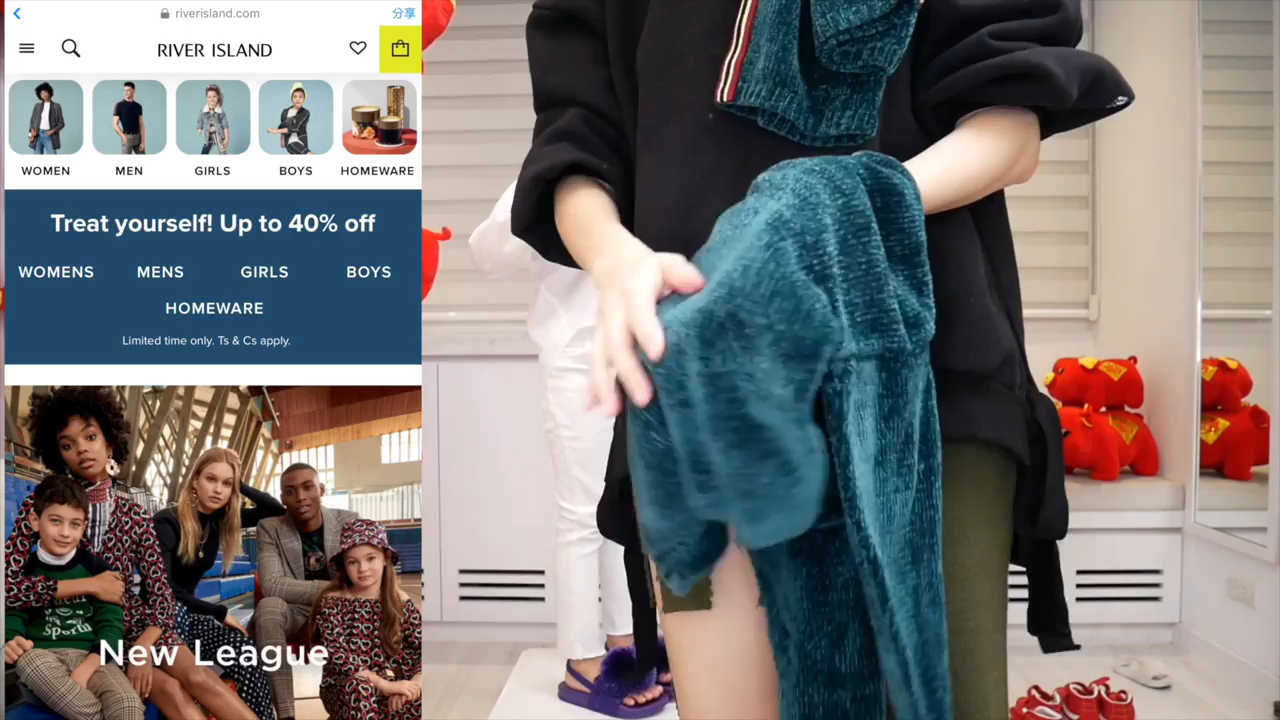 riverisland.com
分享
RIVER ISLAND
WOMEN
MEN
GIRLS
BOYS
HOMEWARE
Treat yourself! Up to 40% off
WOMENS
MENS
GIRLS
BOYS
HOMEWARE
Limited time only. Ts & Cs apply.
Sports
New League